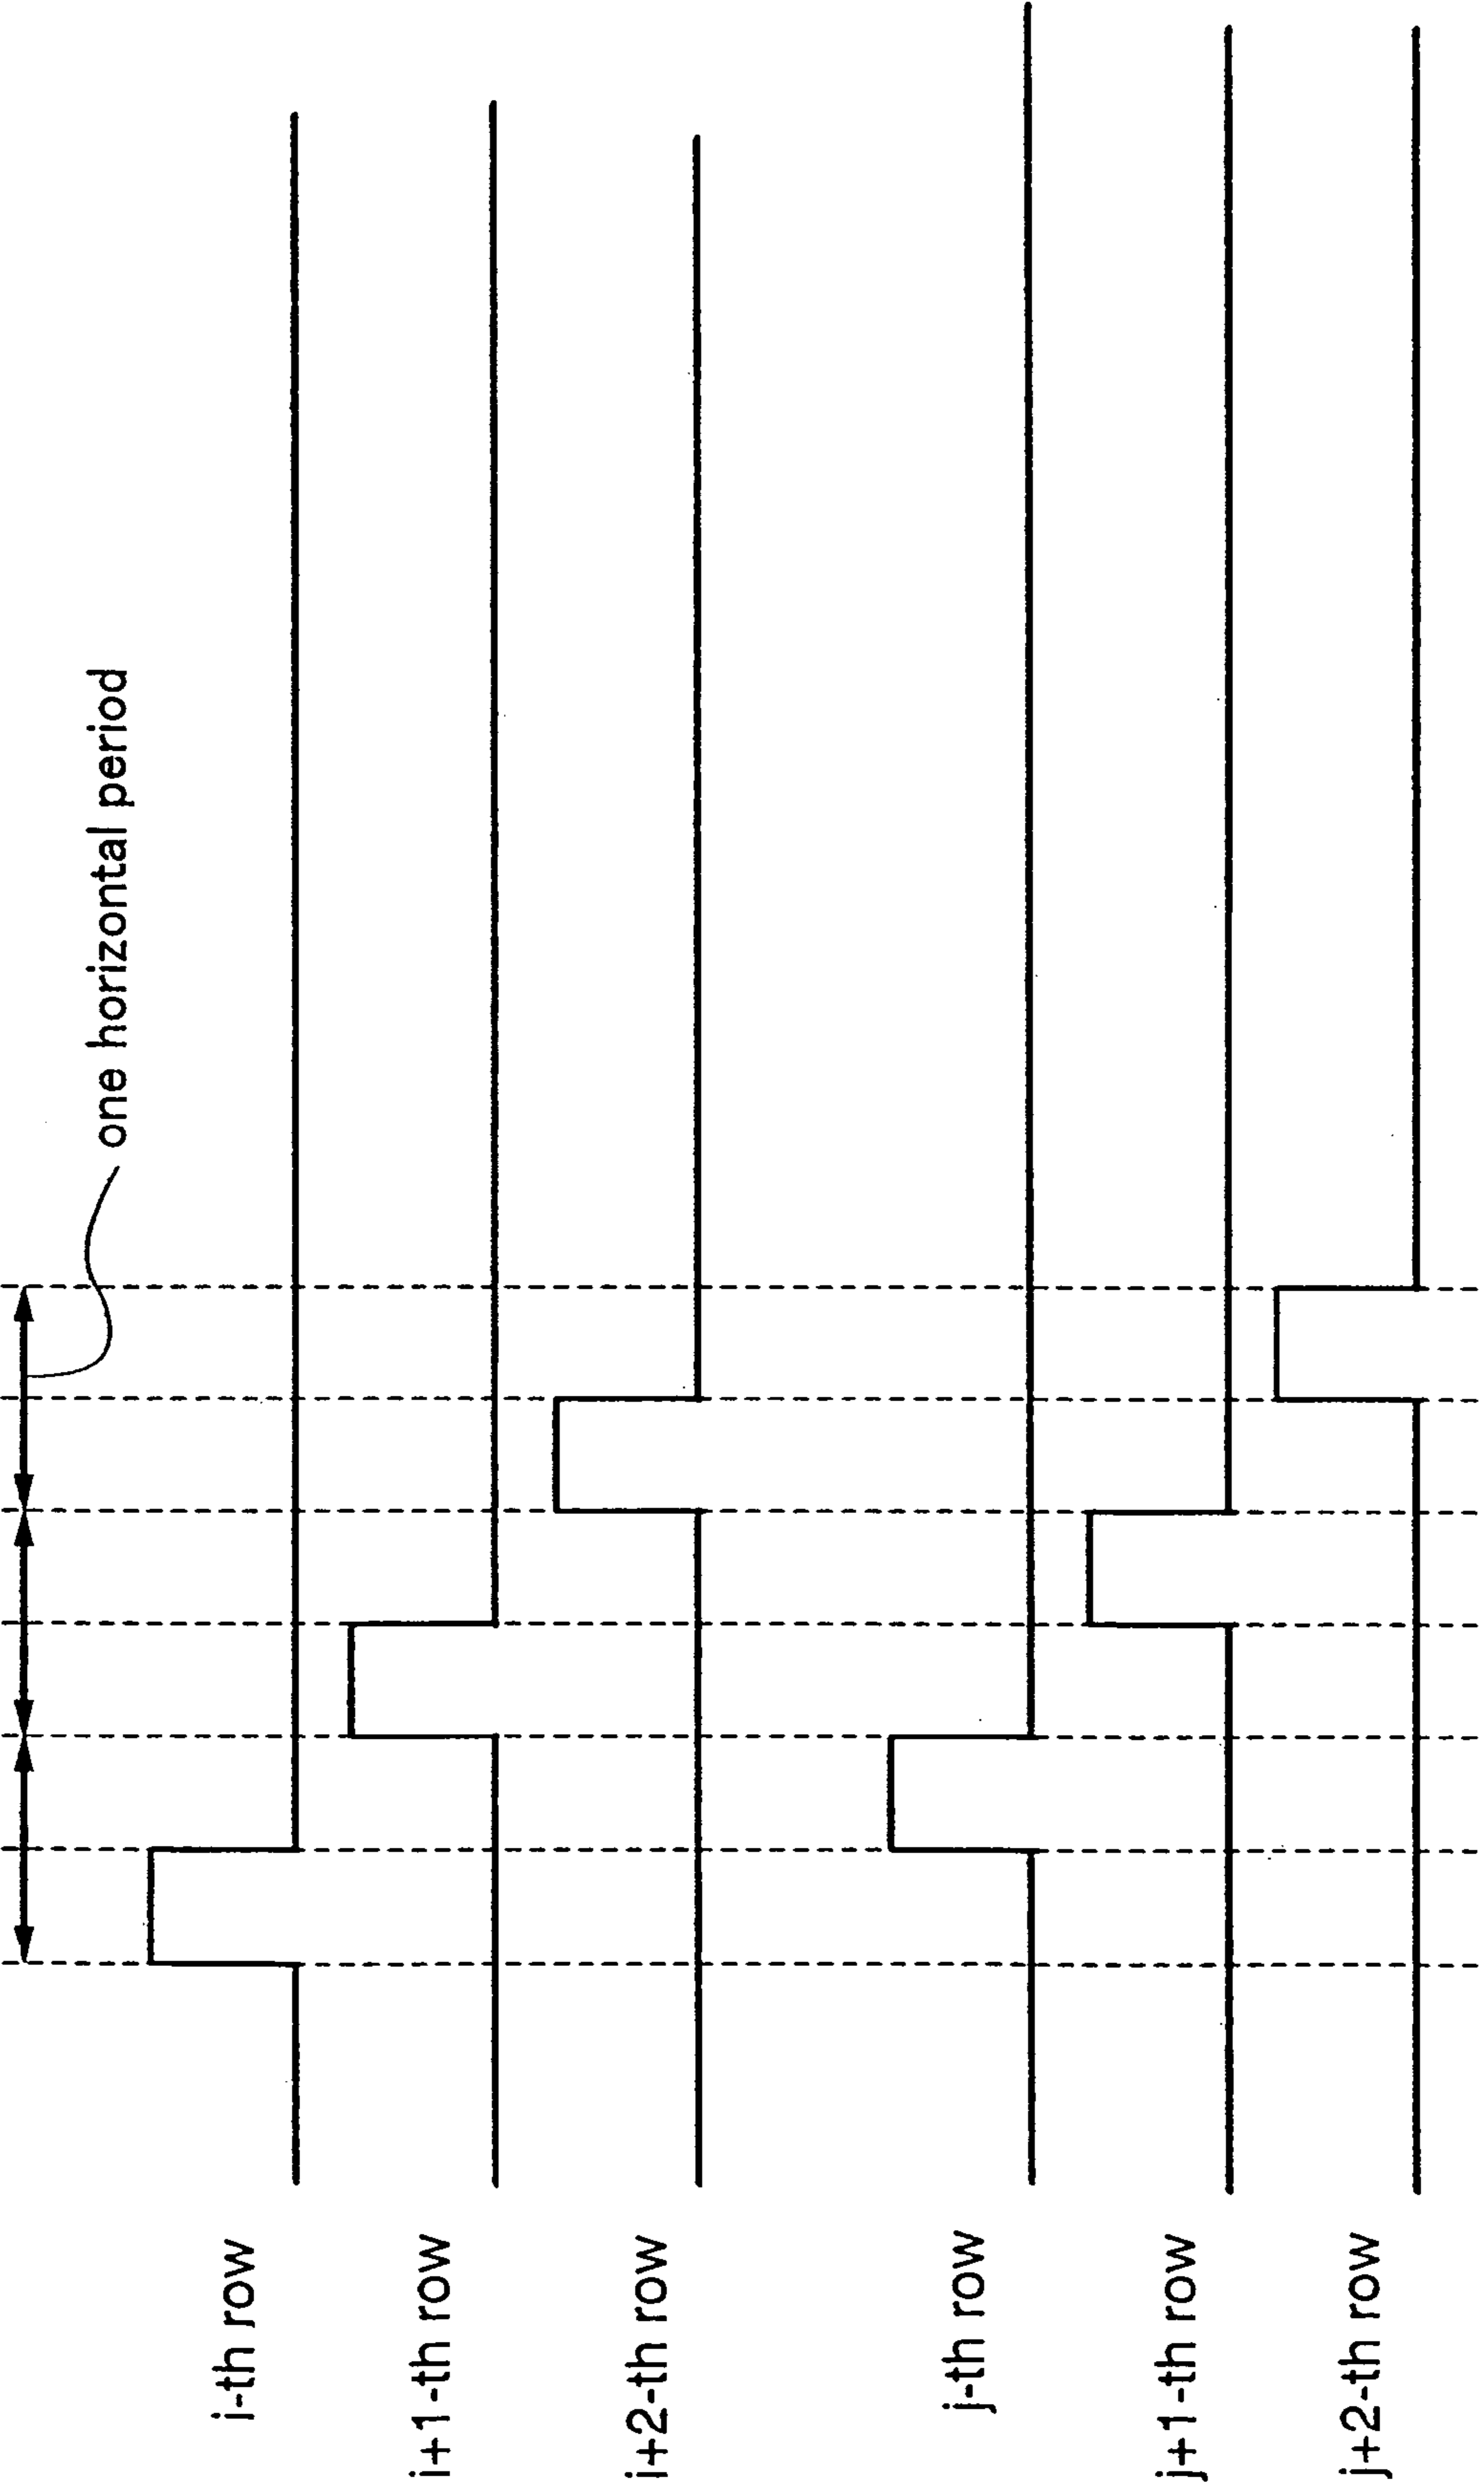 one horizontal period
i-th row
i+1-th row
i+2-th row
j-th row
j+1-th row
j+2-th row